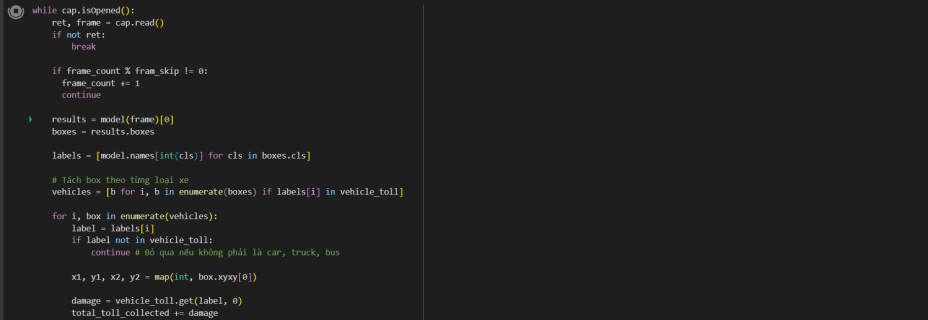 while cap.isOpened():
    ret, frame = cap.read()
    if not ret:
        break

    if frame_count % fram_skip != 0:
      frame_count += 1
      continue

    results = model(frame)[0]
    boxes = results.boxes

    labels = [model.names[int(cls)] for cls in boxes.cls]

    # Tách box theo từng loại xe
    vehicles = [b for i, b in enumerate(boxes) if labels[i] in vehicle_toll]

    for i, box in enumerate(vehicles):
        label = labels[i]
        if label not in vehicle_toll:
            continue # Bỏ qua nếu không phải là car, truck, bus

        x1, y1, x2, y2 = map(int, box.xyxy[0])

        damage = vehicle_toll.get(label, 0)
        total_toll_collected += damage